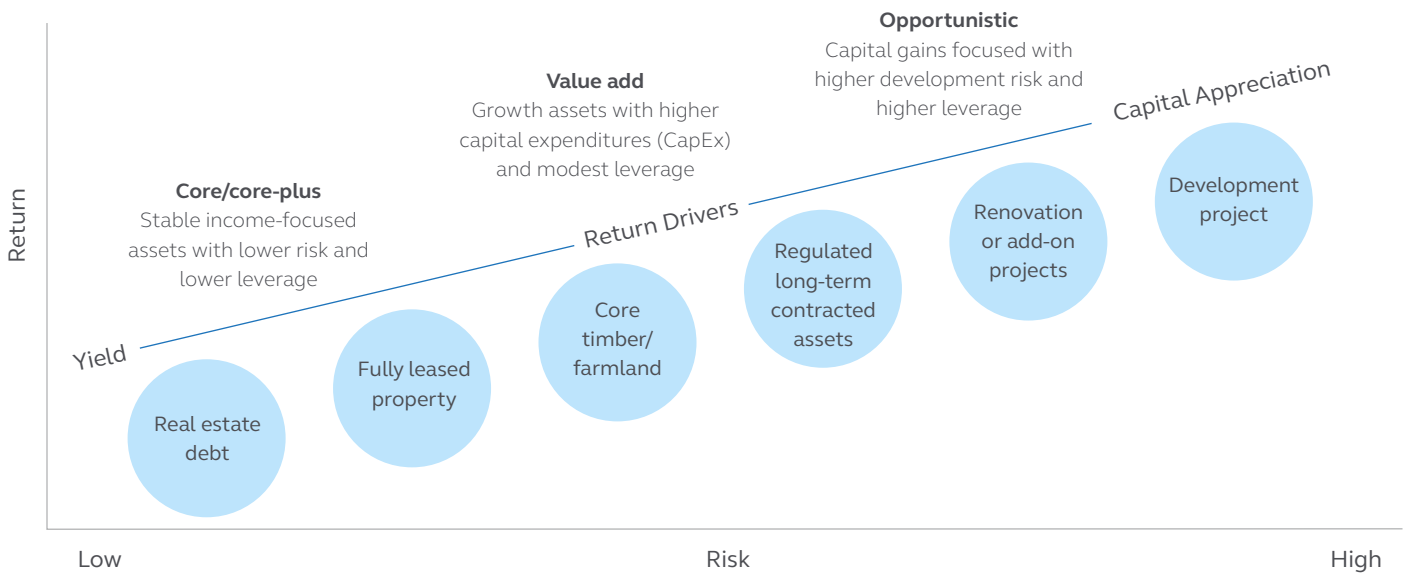 Opportunistic
Capital gains focused with
higher development risk and
higher leverage
Value add
Growth assets with higher
capital expenditures (CapEx)
and modest leverage
Core/core-plus
Stable income-focused
assets with lower risk and
lower leverage
Return
Yield
Return Drivers
Capital Appreciation
Real estate
debt
Fully leased
property
Core
timber/
farmland
Regulated
long-term
contracted
assets
Renovation
or add-on
projects
Development
project
Low
Risk
High